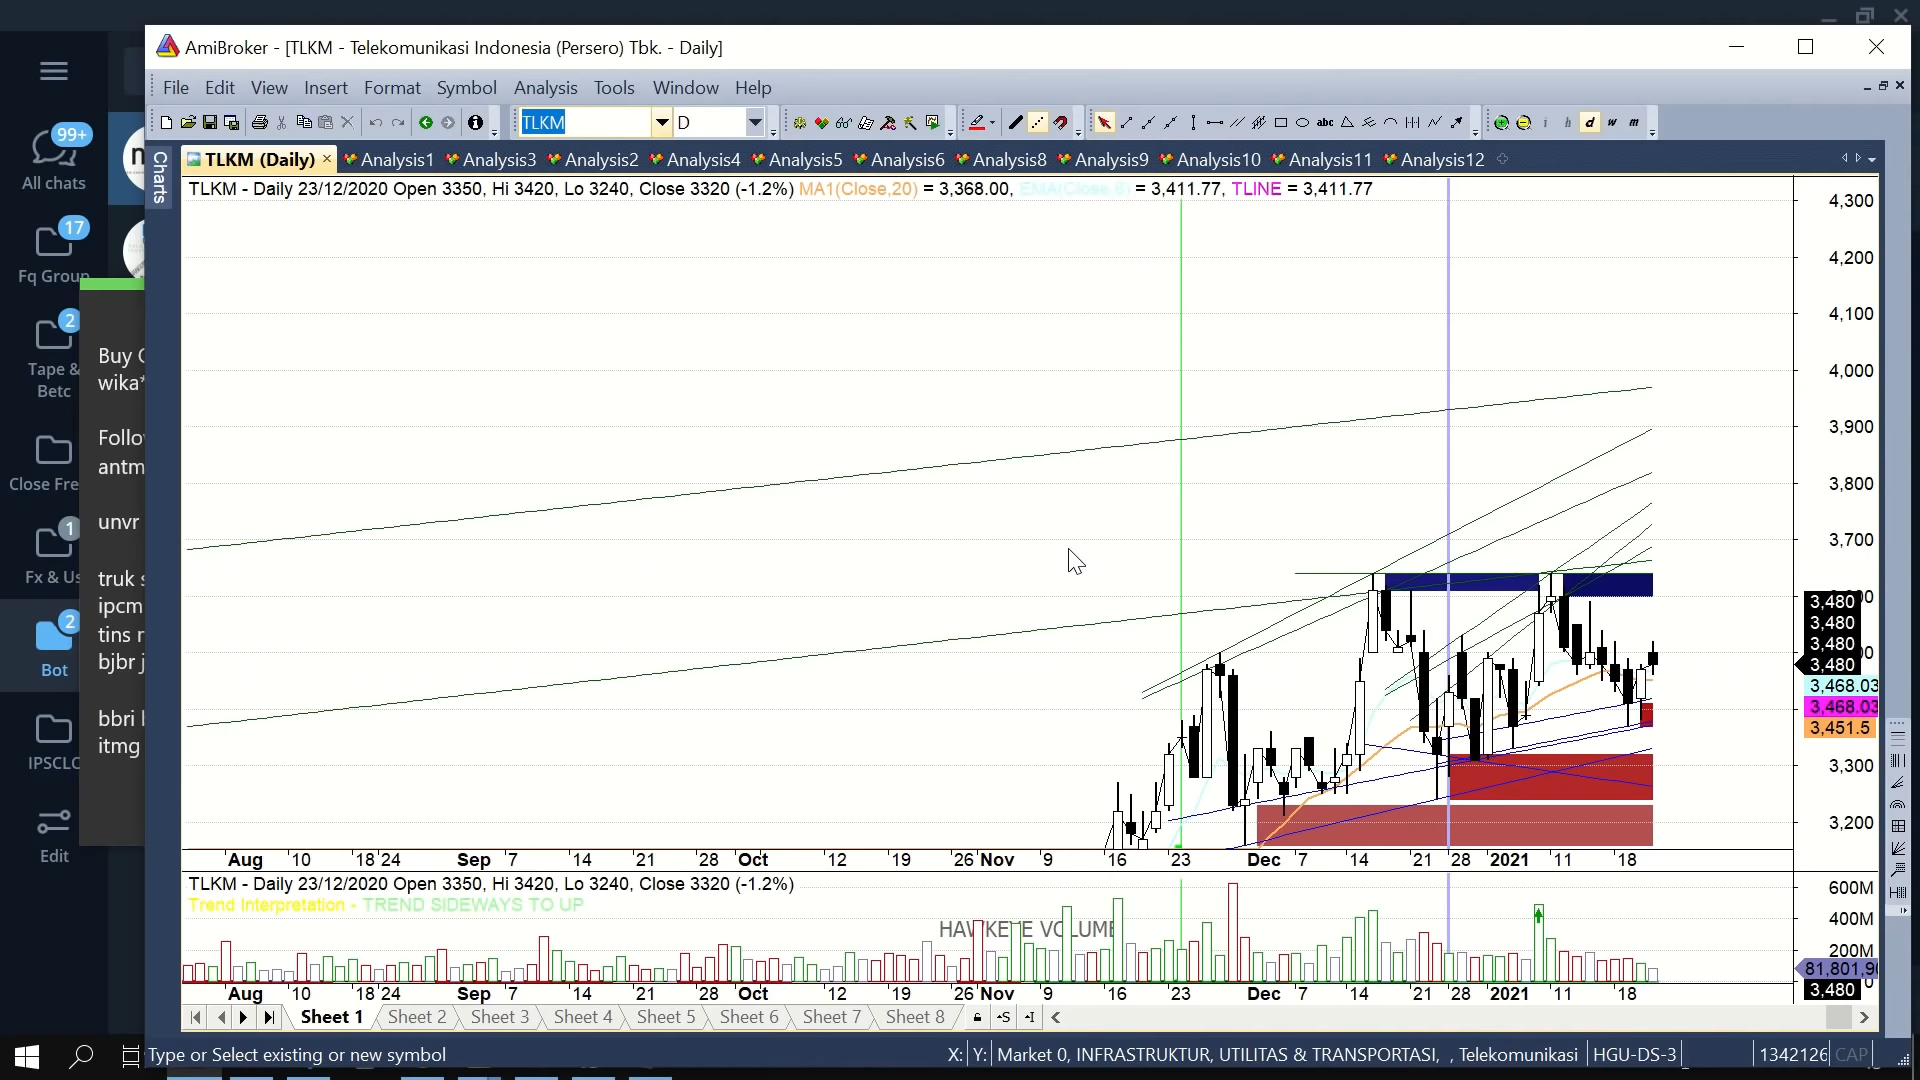 AmiBroker - [TLKM - Telekomunikasi Indonesia (Persero) Tbk. - Daily]
File Edit View Insert Format Symbol Analysis Tools Window Help
TLKM D
abc i h d w m
TLKM (Daily) Analysis1 Analysis3 Analysis2 Analysis4 Analysis5 Analysis6 Analysis8 Analysis9 Analysis10 Analysis11 Analysis12
Charts
TLKM - Daily 23/12/2020 Open 3350, Hi 3420, Lo 3240, Close 3320 (-1.2%) MA1(Close,20) = 3,368.00, = 3,411.77, TLINE = 3,411.77
4,300
4,200
4,100
4,000
3,900
3,800
3,700
3,480
3,480
3,480
3,480
3,468.03
3,468.03
3,451.5
3,300
3,200
Aug 10 18 24 Sep 7 14 21 28 Oct 12 19 26 Nov 9 16 23 Dec 7 14 21 28 2021 11 18
TLKM - Daily 23/12/2020 Open 3350, Hi 3420, Lo 3240, Close 3320 (-1.2%)
Trend Interpretation - TREND SIDEWAYS TO UP
HAWKEYE VOLUME
600M
400M
200M
81,801,90
0
3,480
Aug 10 18 24 Sep 7 14 21 28 Oct 12 19 26 Nov 9 16 23 Dec 7 14 21 28 2021 11 18
Sheet 1 Sheet 2 Sheet 3 Sheet 4 Sheet 5 Sheet 6 Sheet 7 Sheet 8
Type or Select existing or new symbol X: Y: Market 0, INFRASTRUKTUR, UTILITAS & TRANSPORTASI, , Telekomunikasi HGU-DS-3 1342126 CAP
99+
All chats
17
Fq Group
2
Tape &
Betc
Close Fre
1
Fx & Us
2
Bot
IPSCLC
Edit
Buy
wika*
Follo
antm
unvr
truk s
ipcm
tins r
bjbr j
bbri
itmg